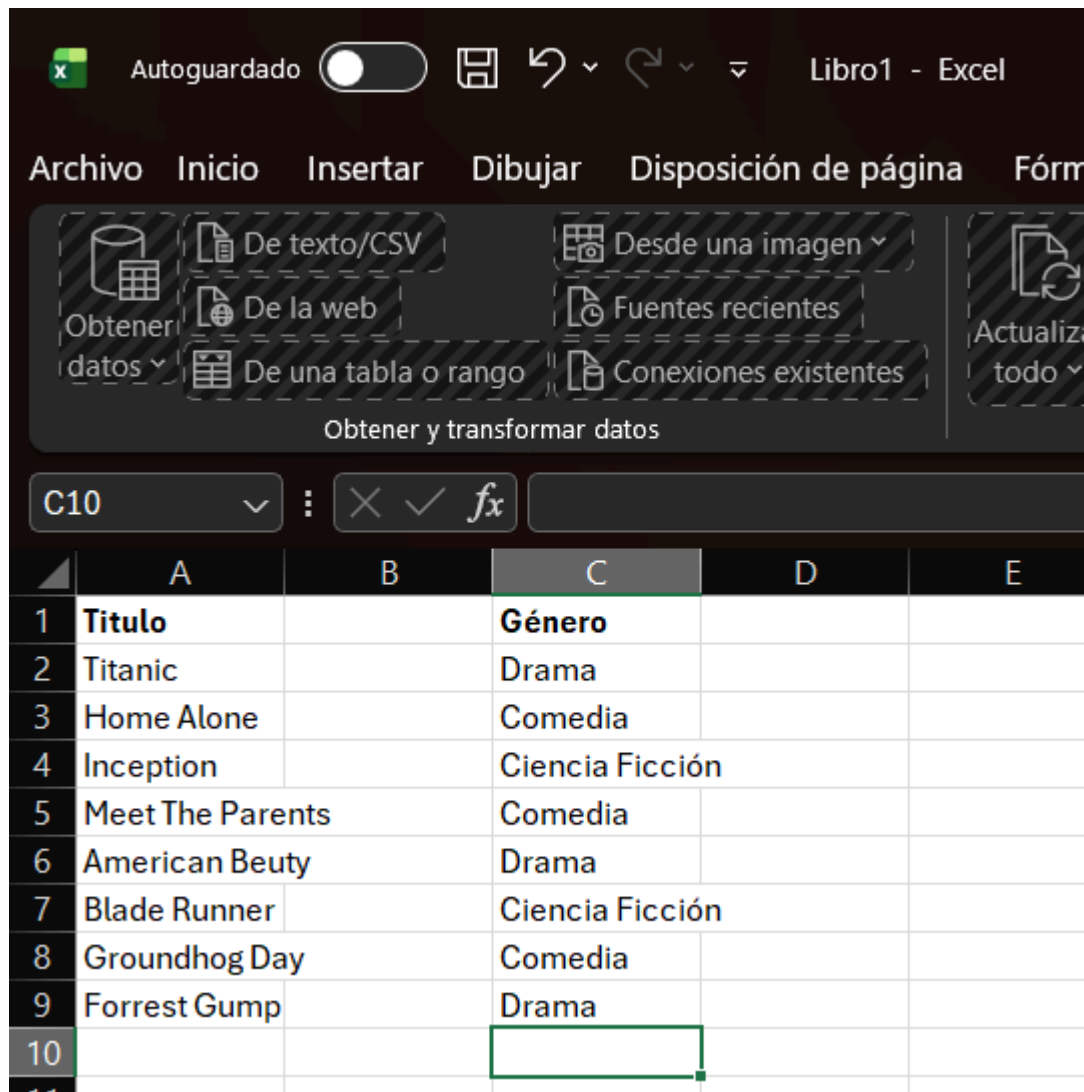 Autoguardado Libro1 - Excel
Archivo Inicio Insertar Dibujar Disposición de página Fórm
Obtener datos
De texto/CSV
De la web
De una tabla o rango
Desde una imagen
Fuentes recientes
Conexiones existentes
Actualiza
todo
Obtener y transformar datos
C10 fx
A B C D E
1 Titulo Género
2 Titanic Drama
3 Home Alone Comedia
4 Inception Ciencia Ficción
5 Meet The Parents Comedia
6 American Beuty Drama
7 Blade Runner Ciencia Ficción
8 Groundhog Day Comedia
9 Forrest Gump Drama
10